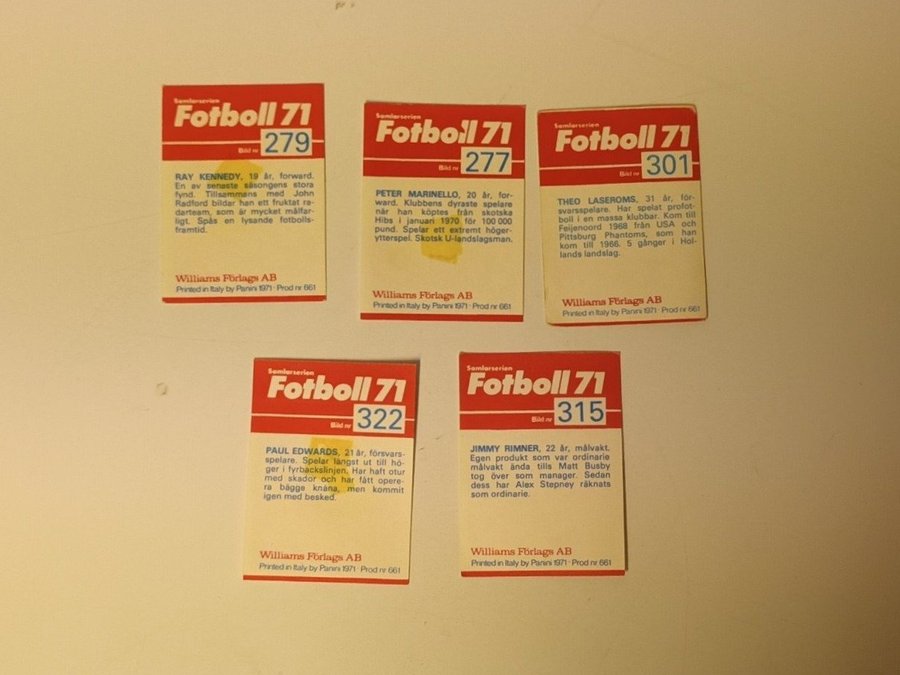 Samlarserien
Fotboll 71
Bild nr 279
RAY KENNEDY, 19 år, forward.
En av senaste säsongens stora
fynd. Tillsammans med John
Radford bildar han ett fruktat ra-
darteam, som är mycket målfar-
ligt. Spås en lysande fotbolls-
framtid.
Williams Förlags AB
Printed in Italy by Panini 1971 · Prod nr 661
Samlarserien
Fotboll 71
Bild nr 277
PETER MARINELLO, 20 år, for-
ward. Klubbens dyraste spelare
när han köptes från skotska
Hibs i januari 1970 för 100 000
pund. Spelar ett extremt höger-
ytterspel. Skotsk U-landslagsman.
Williams Förlags AB
Printed in Italy by Panini 1971 · Prod nr 661
Samlarserien
Fotboll 71
Bild nr 301
THEO LASEROMS, 31 år, för-
svarsspelare. Har spelat profot-
boll i en massa klubbar. Kom till
Feijenoord 1968 från USA och
Pittsburg Phantoms, som han
kom till 1966. 5 gånger i Hol-
lands landslag.
Williams Förlags AB
Printed in Italy by Panini 1971 · Prod nr 661
Samlarserien
Fotboll 71
Bild nr 322
PAUL EDWARDS, 21 år, försvars-
spelare. Spelar längst ut till hö-
ger i fyrbackslinjen. Har haft otur
med skador och har fått opere-
ra bägge knäna, men kommit
igen med besked.
Williams Förlags AB
Printed in Italy by Panini 1971 · Prod nr 661
Samlarserien
Fotboll 71
Bild nr 315
JIMMY RIMNER, 22 år, målvakt.
Egen produkt som var ordinarie
målvakt ända tills Matt Busby
tog över som manager. Sedan
dess har Alex Stepney räknats
som ordinarie.
Williams Förlags AB
Printed in Italy by Panini 1971 · Prod nr 661